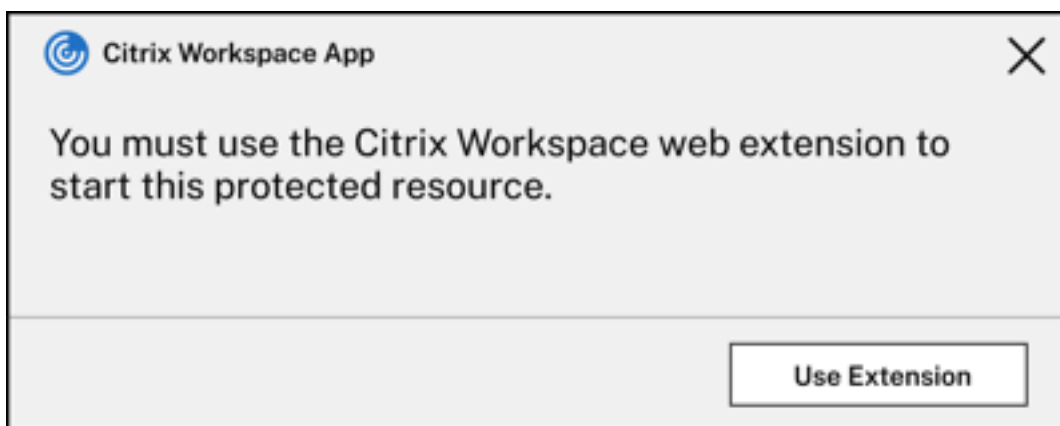 Citrix Workspace App
You must use the Citrix Workspace web extension to
start this protected resource.
Use Extension